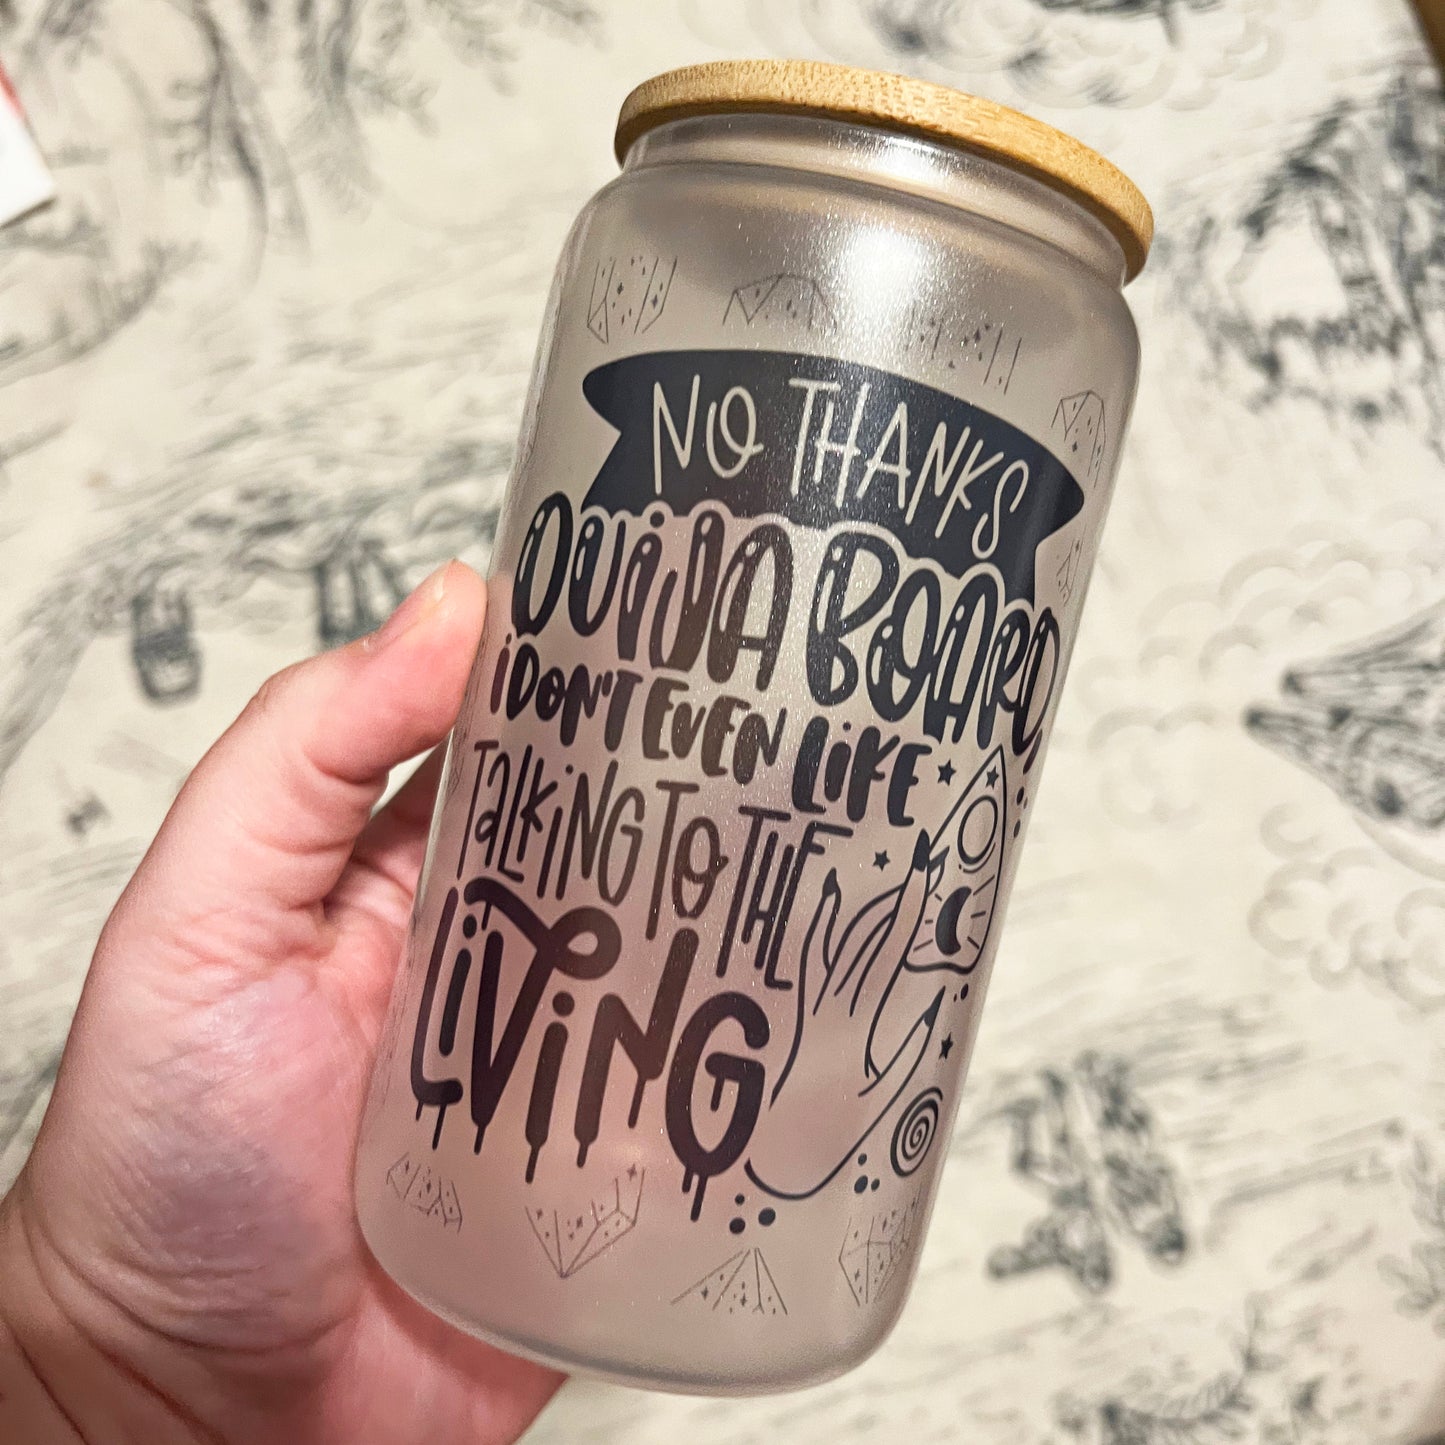 NO THANKS
OUIJA BOARD,
i DON'T EVEN LiKE
TaLKiNG TO THE
LiViNG